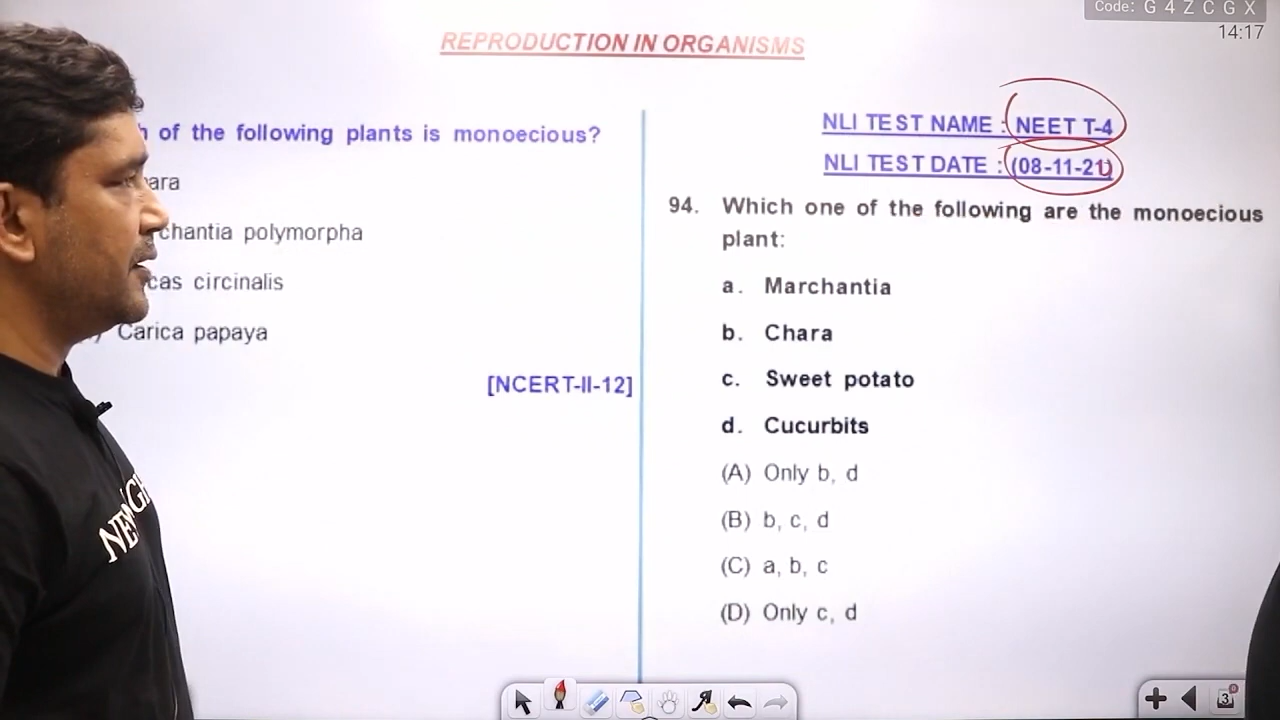 Code: G 4 Z C G X
14:17
REPRODUCTION IN ORGANISMS
of the following plants is monoecious?
polymorpha
circinalis
Carica papaya
[NCERT-II-12]
NLI TEST NAME : NEET T-4
NLI TEST DATE : (08-11-21)
94. Which one of the following are the monoecious
plant:
a. Marchantia
b. Chara
c. Sweet potato
d. Cucurbits
(A) Only b, d
(B) b, c, d
(C) a, b, c
(D) Only c, d
3